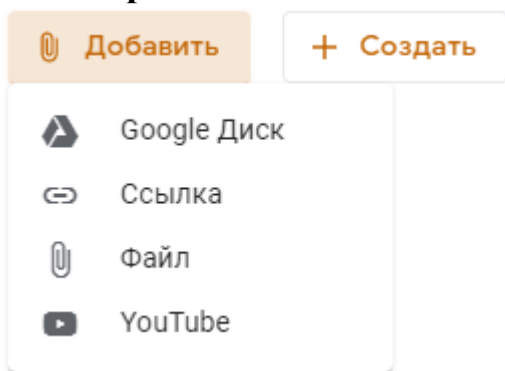 Добавить
+ Создать
Google Диск
Ссылка
Файл
YouTube